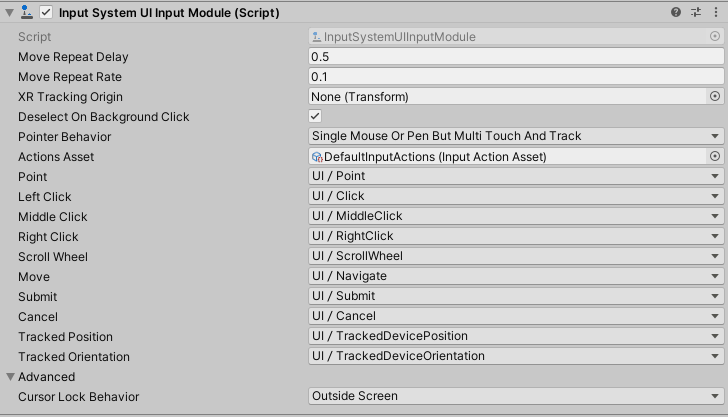 Input System UI Input Module (Script)
Script InputSystemUIInputModule
Move Repeat Delay 0.5
Move Repeat Rate 0.1
XR Tracking Origin None (Transform)
Deselect On Background Click
Pointer Behavior Single Mouse Or Pen But Multi Touch And Track
Actions Asset DefaultInputActions (Input Action Asset)
Point UI / Point
Left Click UI / Click
Middle Click UI / MiddleClick
Right Click UI / RightClick
Scroll Wheel UI / ScrollWheel
Move UI / Navigate
Submit UI / Submit
Cancel UI / Cancel
Tracked Position UI / TrackedDevicePosition
Tracked Orientation UI / TrackedDeviceOrientation
Advanced
Cursor Lock Behavior Outside Screen